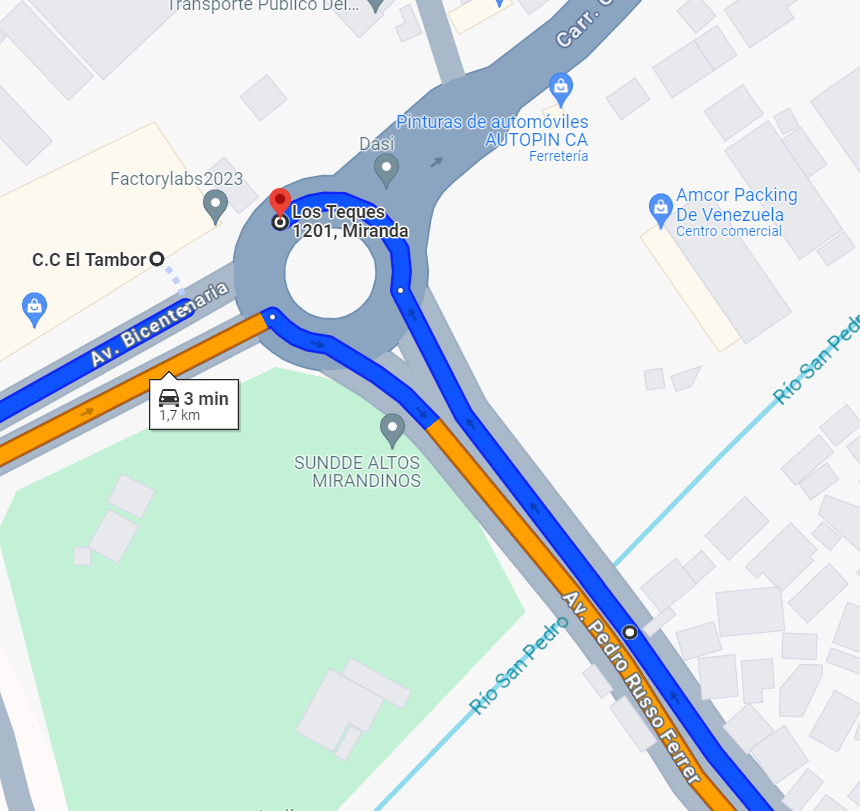 Transporte Público Del...
Carr.
Pinturas de automóviles
AUTOPIN CA
Ferretería
Dasi
Factorylabs2023
Amcor Packing
De Venezuela
Centro comercial
Los Teques
1201, Miranda
C.C El Tambor
Av. Bicentenaria
3 min
1,7 km
Río San Pedr
SUNDDE ALTOS
MIRANDINOS
Av. Pedro Russo Ferrer
Río San Pedro